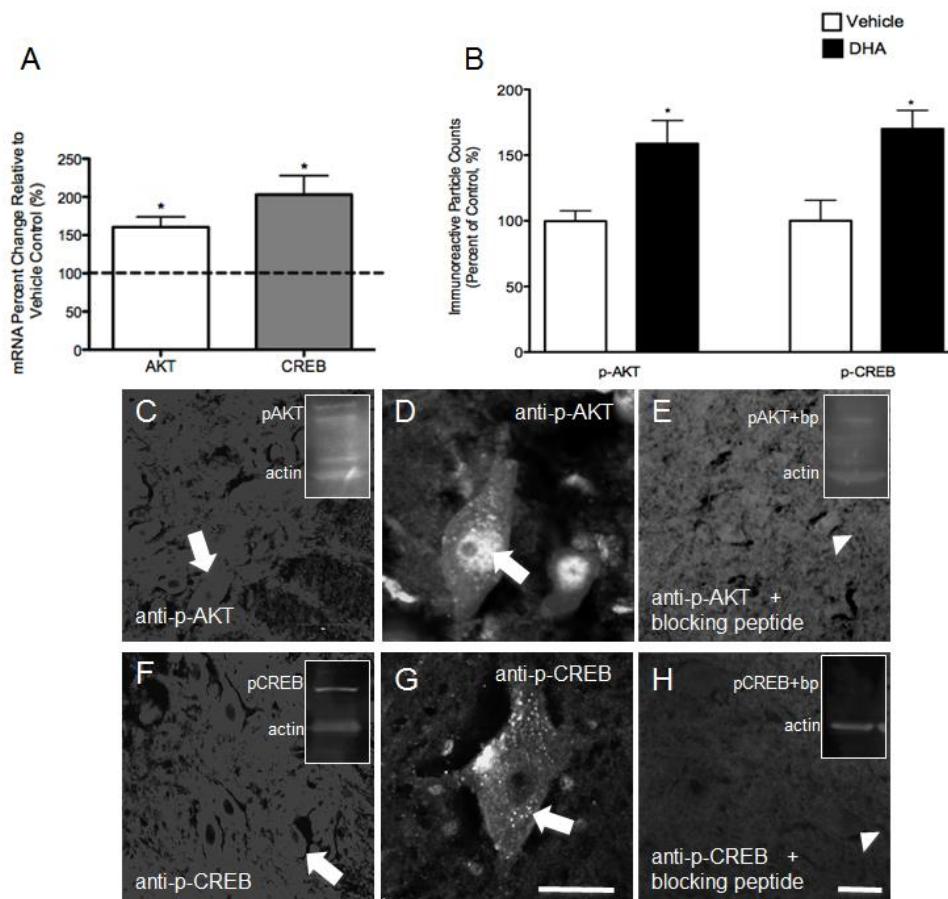 Vehicle
DHA
A
mRNA Percent Change Relative to
Vehicle Control (%)
250
200
150
100
50
0
*
*
AKT
CREB
B
Immunoreactive Particle Counts
(Percent of Control, %)
200
150
100
50
0
*
*
p-AKT
p-CREB
C
pAKT
actin
anti-p-AKT
D
anti-p-AKT
E
pAKT+bp
actin
anti-p-AKT +
blocking peptide
F
pCREB
actin
anti-p-CREB
G
anti-p-CREB
H
pCREB+bp
actin
anti-p-CREB +
blocking peptide